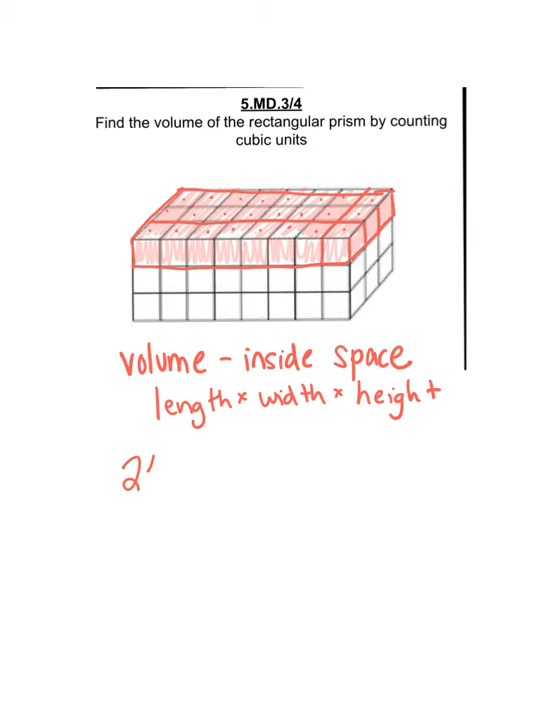 5.MD.3/4
Find the volume of the rectangular prism by counting
cubic units
volume - inside space
length × width × height
2'